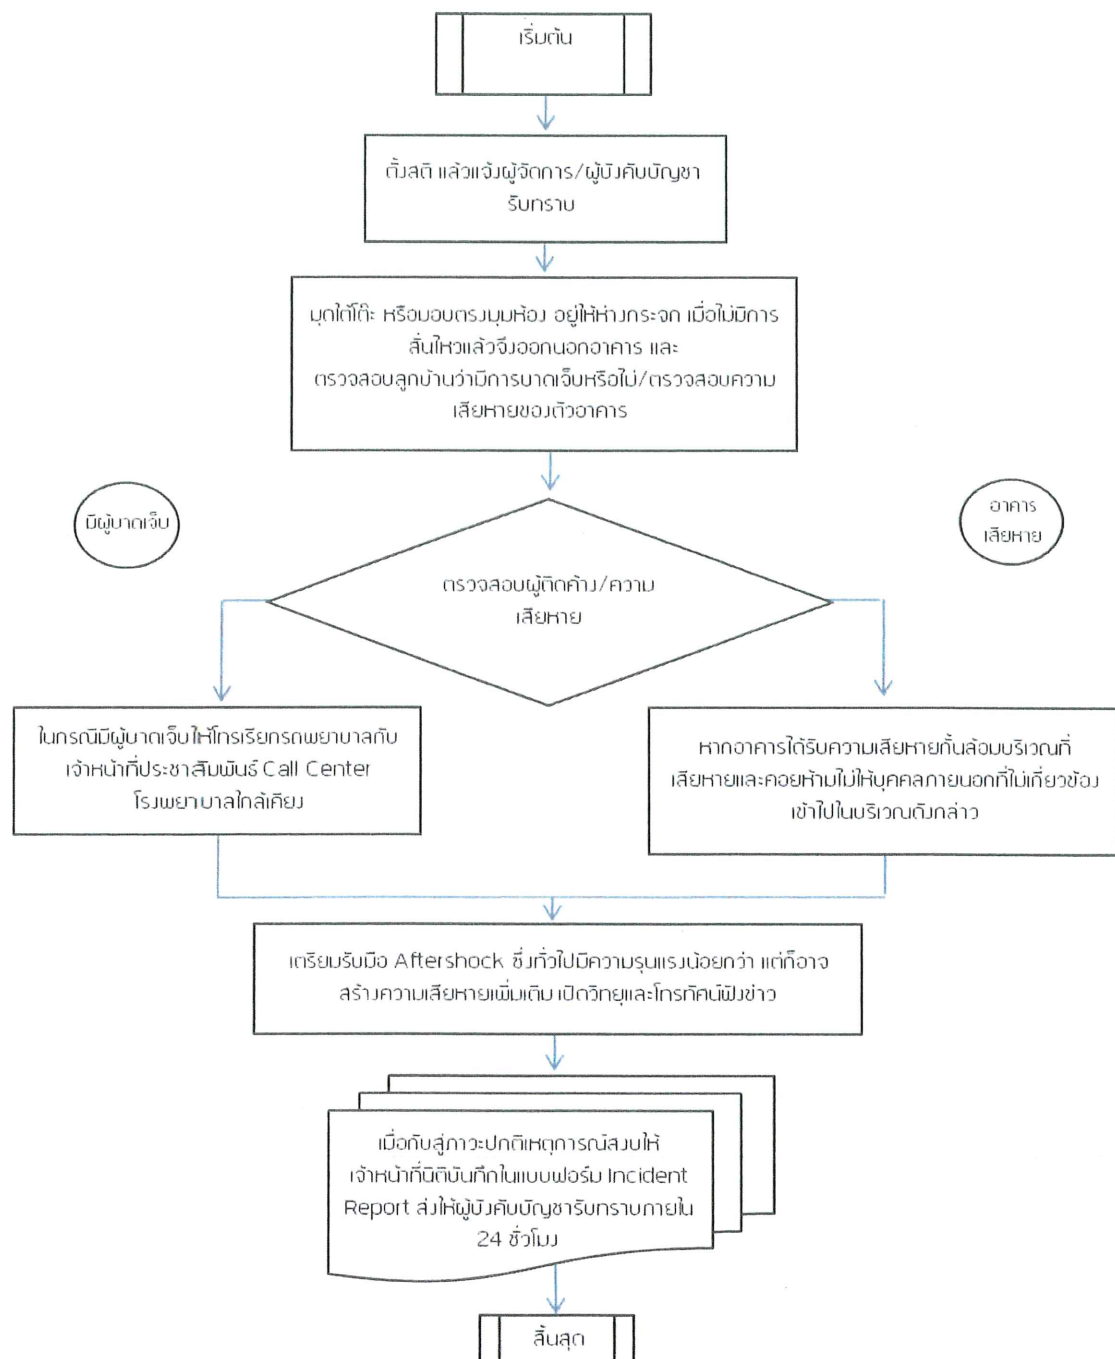 เริ่มต้น
ตั้งสติ แล้วแจ้งผู้จัดการ/ผู้บังคับบัญชา
รับทราบ
มุดใต้โต๊ะ หรือมอบตรงมุมห้อง อยู่ให้ห่างกระจก เมื่อไม่มีการ
สั่นไหวแล้วจึงออกนอกอาคาร และ
ตรวจสอบลูกบ้านว่ามีการบาดเจ็บหรือไม่/ตรวจสอบความ
เสียหายของตัวอาคาร
มีผู้บาดเจ็บ
อาคาร
เสียหาย
ตรวจสอบผู้ติดค้าง/ความ
เสียหาย
ในกรณีมีผู้บาดเจ็บให้โทรเรียกรถพยาบาลกับ
เจ้าหน้าที่ประชาสัมพันธ์ Call Center
โรงพยาบาลใกล้เคียง
หากอาคารได้รับความเสียหายกั้นล้อมบริเวณที่
เสียหายและคอยห้ามไม่ให้บุคคลภายนอกที่ไม่เกี่ยวข้อง
เข้าไปในบริเวณดังกล่าว
เตรียมรับมือ Aftershock ซึ่งทั่วไปมีความรุนแรงน้อยกว่า แต่ก็อาจ
สร้างความเสียหายเพิ่มเติม เปิดวิทยุและโทรทัศน์ฟังข่าว
เมื่อกับสู่ภาวะปกติเหตุการณ์สงบให้
เจ้าหน้าที่นิติบันทึกในแบบฟอร์ม Incident
Report ส่งให้ผู้บังคับบัญชารับทราบภายใน
24 ชั่วโมง
สิ้นสุด